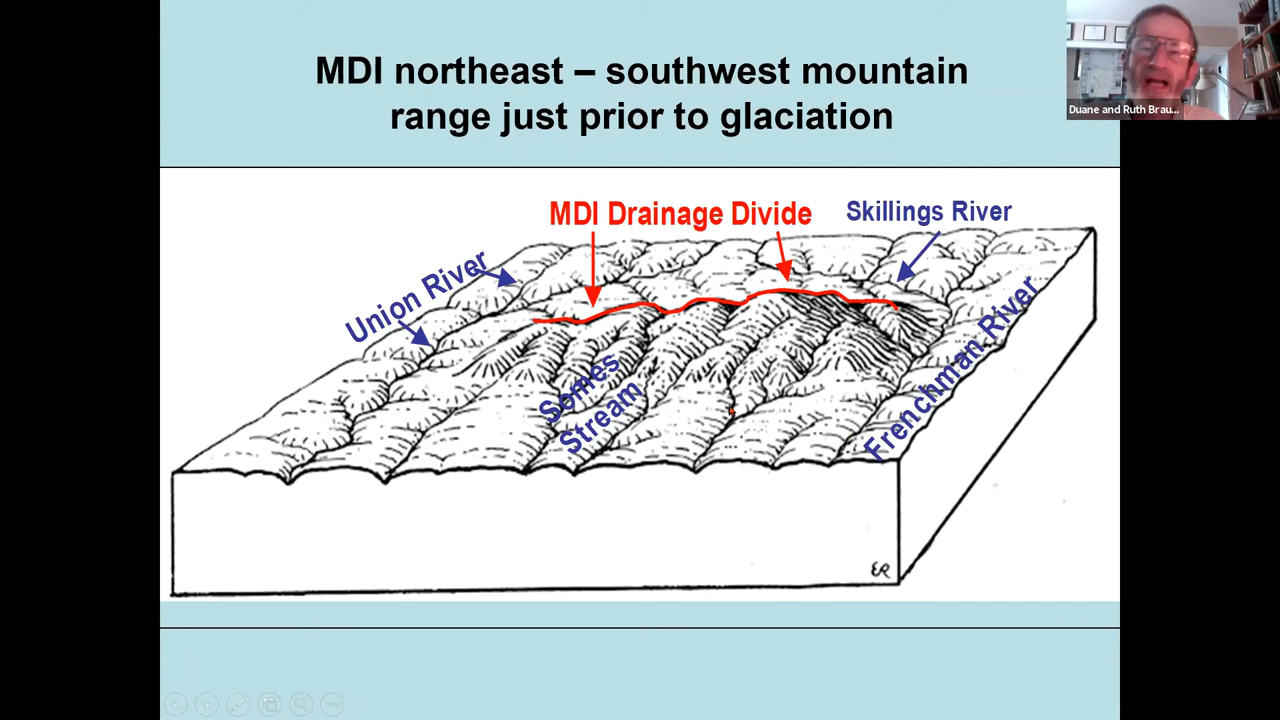 MDI northeast – southwest mountain
range just prior to glaciation
Duane and Ruth Brau...
MDI Drainage Divide
Skillings River
Union River
Somes
Stream
Frenchman River
ER